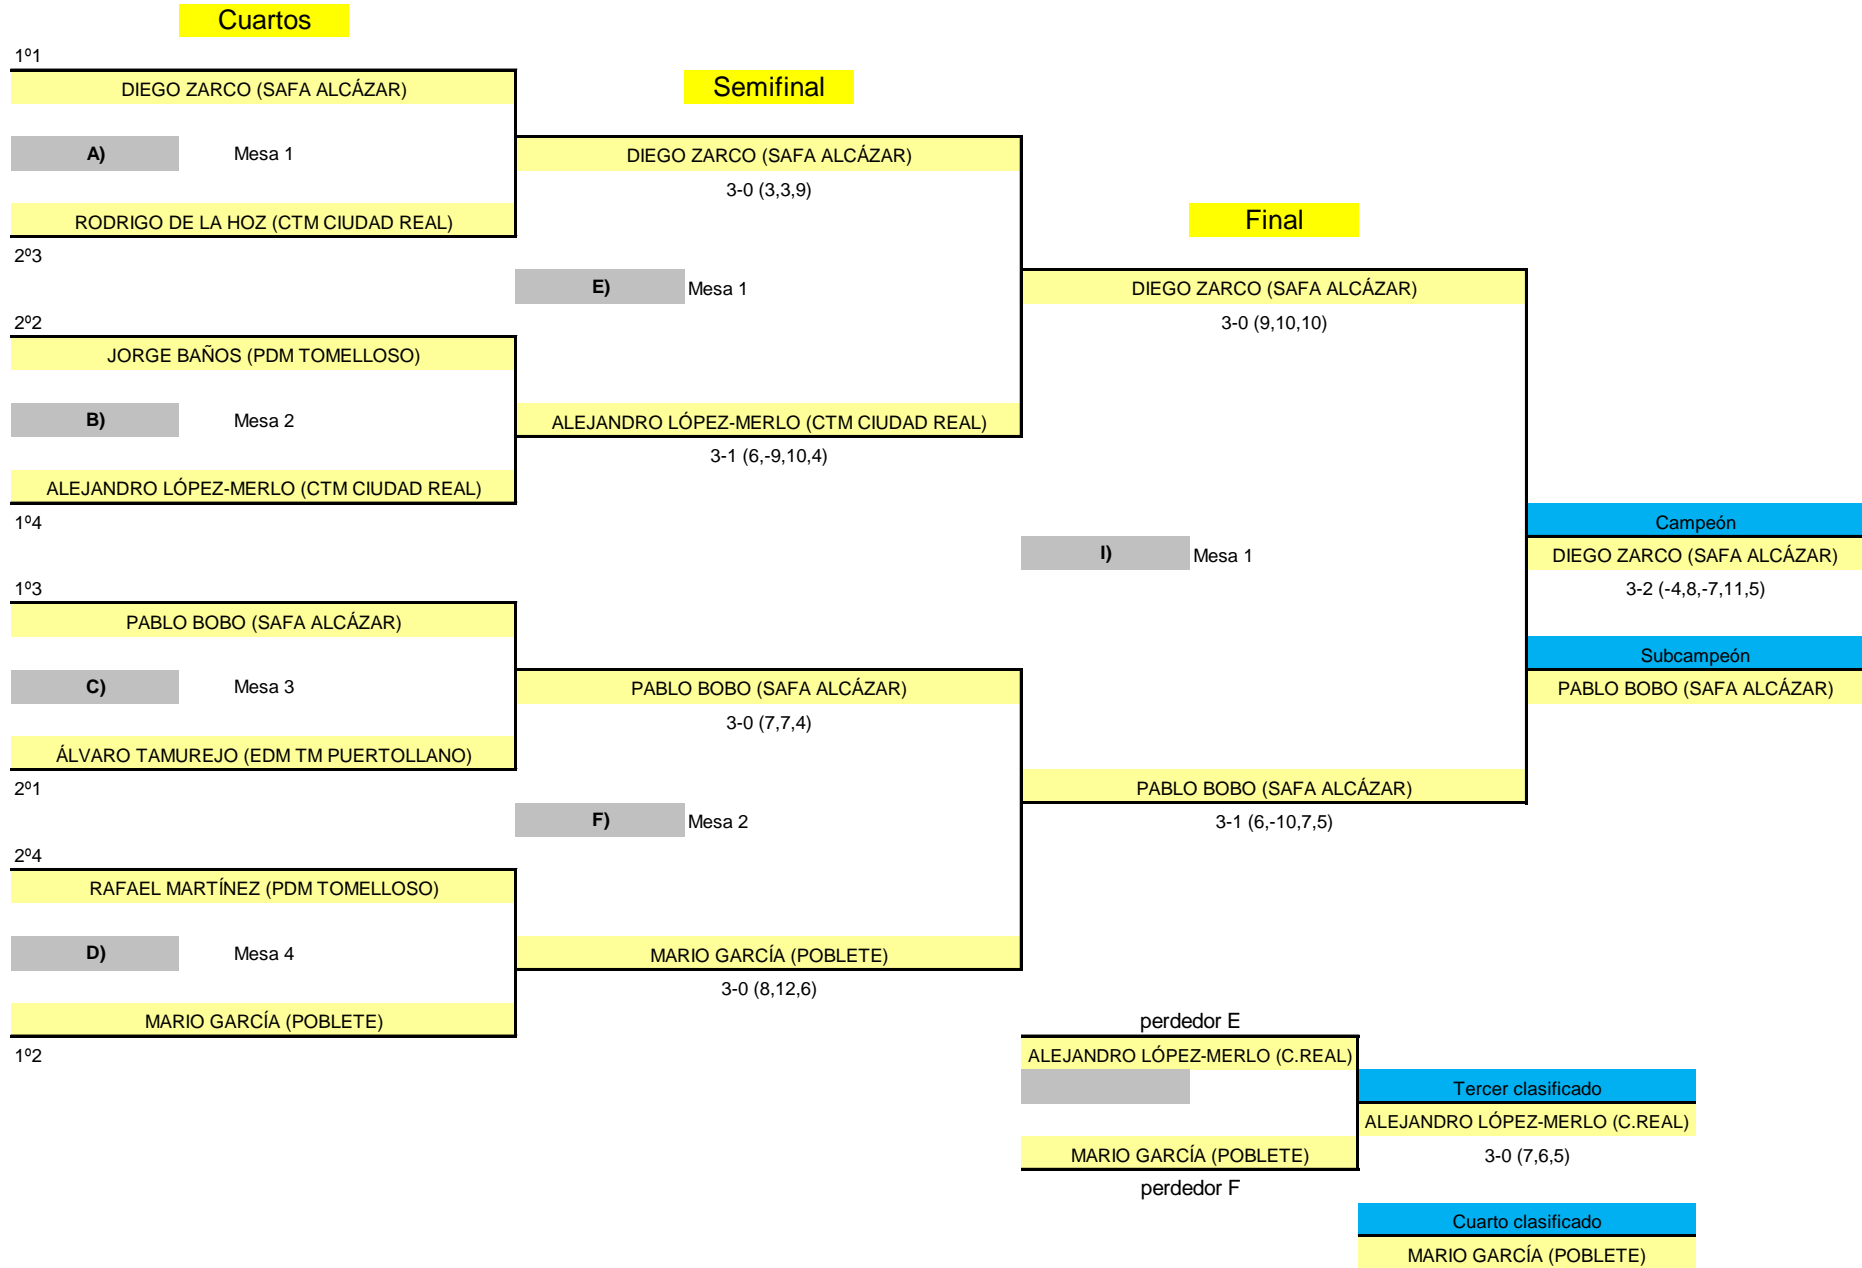 Cuartos
1º1
DIEGO ZARCO (SAFA ALCÁZAR)
Semifinal
A) Mesa 1
DIEGO ZARCO (SAFA ALCÁZAR)
3-0 (3,3,9)
RODRIGO DE LA HOZ (CTM CIUDAD REAL)
Final
2º3
E) Mesa 1
DIEGO ZARCO (SAFA ALCÁZAR)
2º2
3-0 (9,10,10)
JORGE BAÑOS (PDM TOMELLOSO)
B) Mesa 2
ALEJANDRO LÓPEZ-MERLO (CTM CIUDAD REAL)
3-1 (6,-9,10,4)
ALEJANDRO LÓPEZ-MERLO (CTM CIUDAD REAL)
1º4
Campeón
I) Mesa 1
DIEGO ZARCO (SAFA ALCÁZAR)
1º3
3-2 (-4,8,-7,11,5)
PABLO BOBO (SAFA ALCÁZAR)
Subcampeón
C) Mesa 3
PABLO BOBO (SAFA ALCÁZAR)
PABLO BOBO (SAFA ALCÁZAR)
3-0 (7,7,4)
ÁLVARO TAMUREJO (EDM TM PUERTOLLANO)
2º1
PABLO BOBO (SAFA ALCÁZAR)
F) Mesa 2
3-1 (6,-10,7,5)
2º4
RAFAEL MARTÍNEZ (PDM TOMELLOSO)
D) Mesa 4
MARIO GARCÍA (POBLETE)
3-0 (8,12,6)
MARIO GARCÍA (POBLETE)
perdedor E
1º2
ALEJANDRO LÓPEZ-MERLO (C.REAL)
Tercer clasificado
ALEJANDRO LÓPEZ-MERLO (C.REAL)
MARIO GARCÍA (POBLETE)
3-0 (7,6,5)
perdedor F
Cuarto clasificado
MARIO GARCÍA (POBLETE)